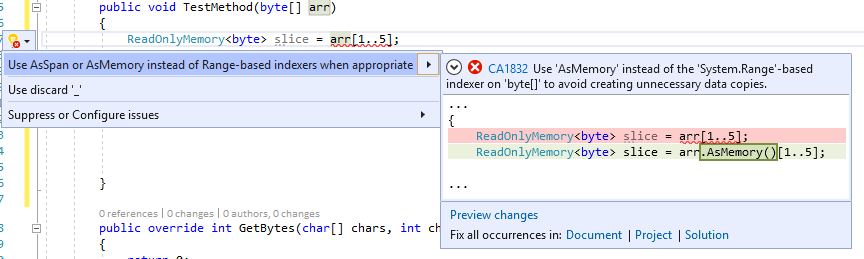 public void TestMethod(byte[] arr)
{
ReadOnlyMemory<byte> slice = arr[1..5];
Use AsSpan or AsMemory instead of Range-based indexers when appropriate
Use discard '_'
Suppress or Configure issues
CA1832 Use 'AsMemory' instead of the 'System.Range'-based
indexer on 'byte[]' to avoid creating unnecessary data copies.
...
{
ReadOnlyMemory<byte> slice = arr[1..5];
ReadOnlyMemory<byte> slice = arr.AsMemory()[1..5];
...
Preview changes
Fix all occurrences in: Document | Project | Solution
}
0 references | 0 changes | 0 authors, 0 changes
public override int GetBytes(char[] chars, int ch
{